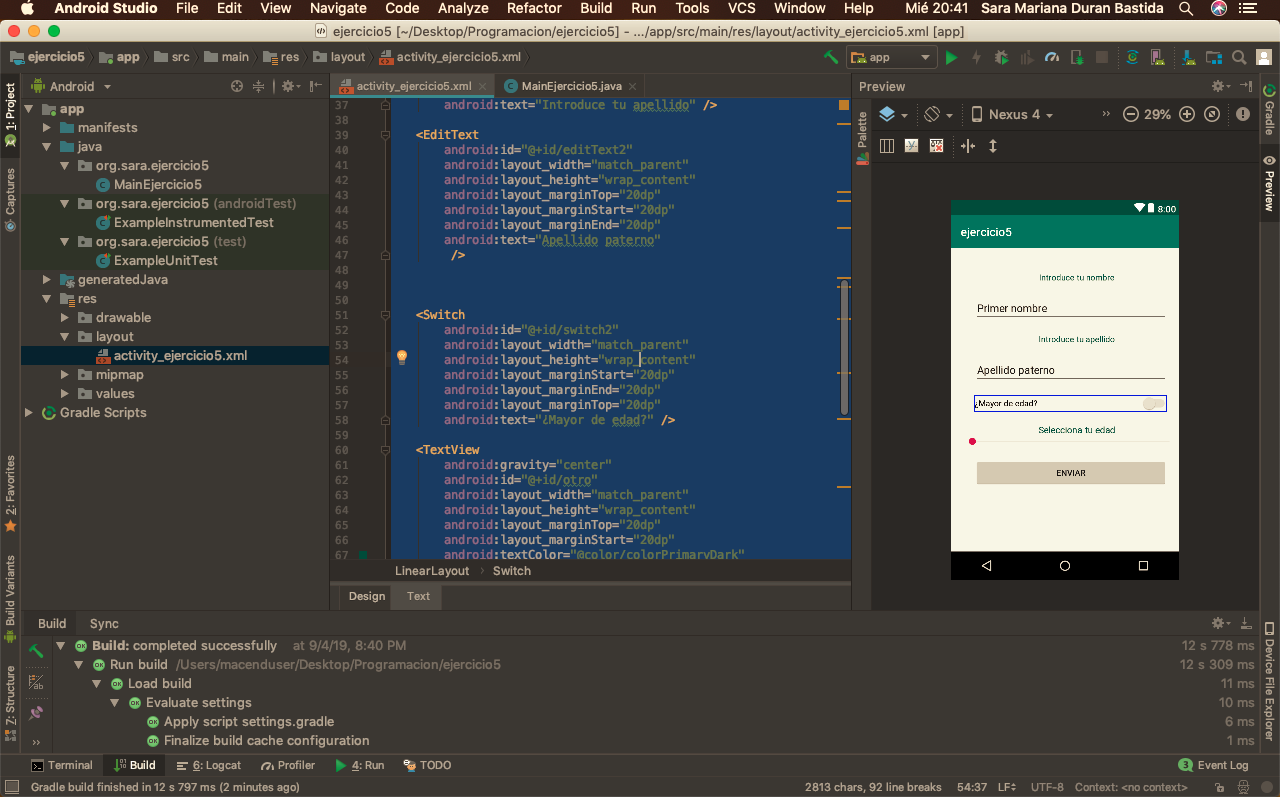 Android Studio File Edit View Navigate Code Analyze Refactor Build Run Tools VCS Window Help Mié 20:41 Sara Mariana Duran Bastida
ejercicio5 [~/Desktop/Programacion/ejercicio5] - .../app/src/main/res/layout/activity_ejercicio5.xml [app]
ejercicio5 app src main res layout activity_ejercicio5.xml app
Android
activity_ejercicio5.xml
MainEjercicio5.java
Preview
1: Project
Captures
2: Favorites
Build Variants
7: Structure
app
manifests
java
org.sara.ejercicio5
MainEjercicio5
org.sara.ejercicio5 (androidTest)
ExampleInstrumentedTest
org.sara.ejercicio5 (test)
ExampleUnitTest
generatedJava
res
drawable
layout
activity_ejercicio5.xml
mipmap
values
Gradle Scripts
37 android:text="Introduce tu apellido" />
38
39 <EditText
40 android:id="@+id/editText2"
41 android:layout_width="match_parent"
42 android:layout_height="wrap_content"
43 android:layout_marginTop="20dp"
44 android:layout_marginStart="20dp"
45 android:layout_marginEnd="20dp"
46 android:text="Apellido paterno"
47 />
48
49
50
51 <Switch
52 android:id="@+id/switch2"
53 android:layout_width="match_parent"
54 android:layout_height="wrap_content"
55 android:layout_marginStart="20dp"
56 android:layout_marginEnd="20dp"
57 android:layout_marginTop="20dp"
58 android:text="¿Mayor de edad?" />
59
60 <TextView
61 android:gravity="center"
62 android:id="@+id/otro"
63 android:layout_width="match_parent"
64 android:layout_height="wrap_content"
65 android:layout_marginTop="20dp"
66 android:layout_marginStart="20dp"
67 android:textColor="@color/colorPrimaryDark"
LinearLayout Switch
Design Text
Palette
Nexus 4
29%
8:00
ejercicio5
Introduce tu nombre
Primer nombre
Introduce tu apellido
Apellido paterno
¿Mayor de edad?
Selecciona tu edad
ENVIAR
Gradle
Preview
Device File Explorer
Build Sync
Build: completed successfully at 9/4/19, 8:40 PM 12 s 778 ms
Run build /Users/macenduser/Desktop/Programacion/ejercicio5 12 s 309 ms
Load build 11 ms
Evaluate settings 10 ms
Apply script settings.gradle 6 ms
Finalize build cache configuration 1 ms
Terminal Build 6: Logcat Profiler 4: Run TODO 3 Event Log
Gradle build finished in 12 s 797 ms (2 minutes ago) 2813 chars, 92 line breaks 54:37 LF UTF-8 Context: <no context>